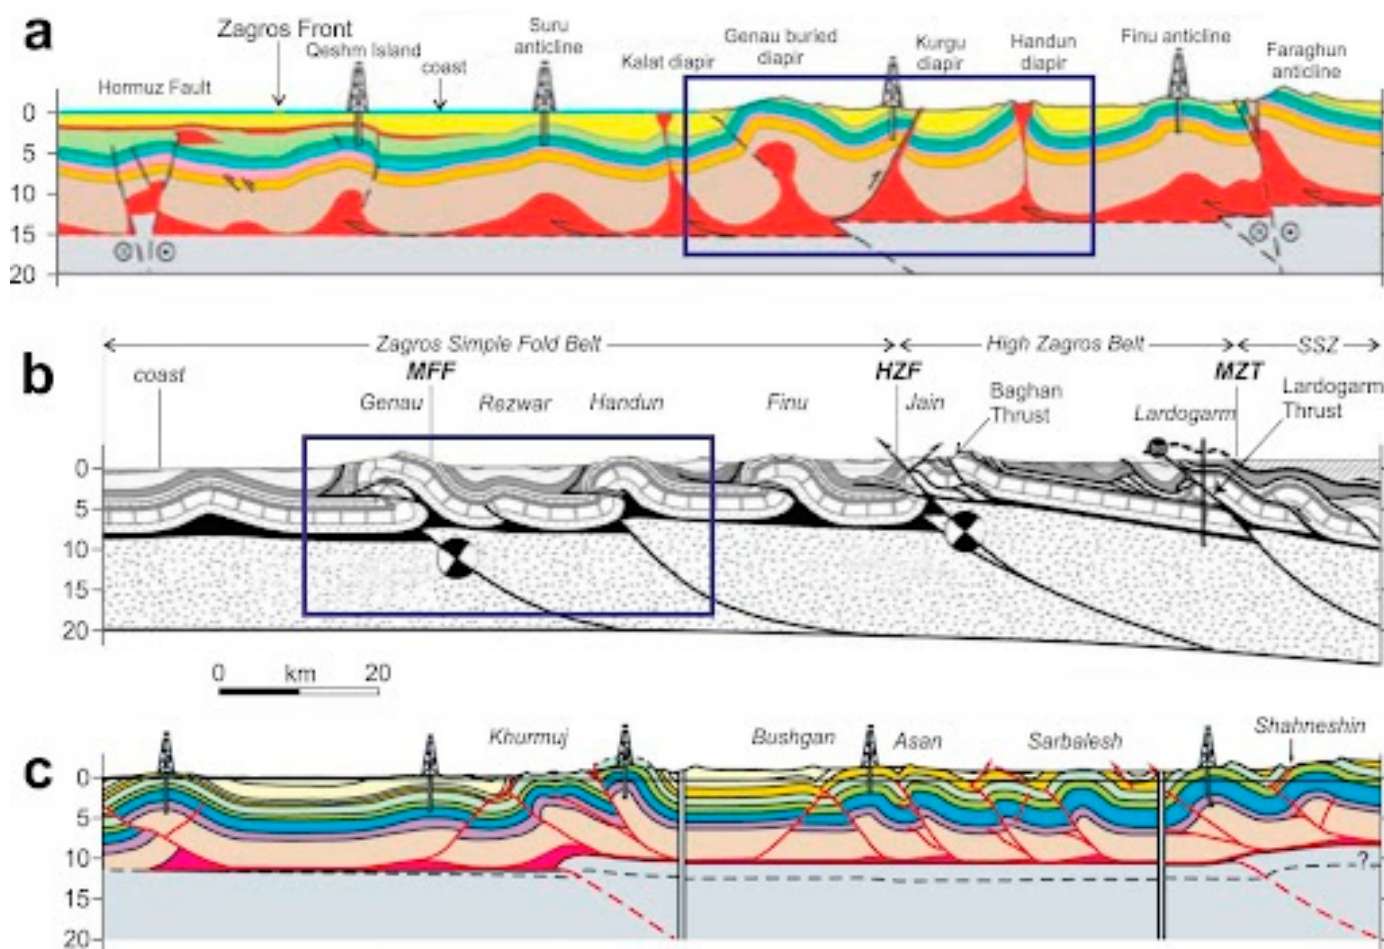 a
Zagros Front
Hormuz Fault
Qeshm Island
coast
Suru
anticline
Kalat diapir
Genau buried
diapir
Kurgu
diapir
Handun
diapir
Finu anticline
Faraghun
anticline
0
5
10
15
20
b
Zagros Simple Fold Belt
High Zagros Belt
SSZ
coast
MFF
HZF
MZT
Genau
Rezwar
Handun
Finu
Jain
Baghan
Thrust
Lardogarm
Lardogarm
Thrust
0
5
10
15
20
0 km 20
c
Khurmuj
Bushgan
Asan
Sarbalesh
Shahneshin
0
5
10
15
20
?